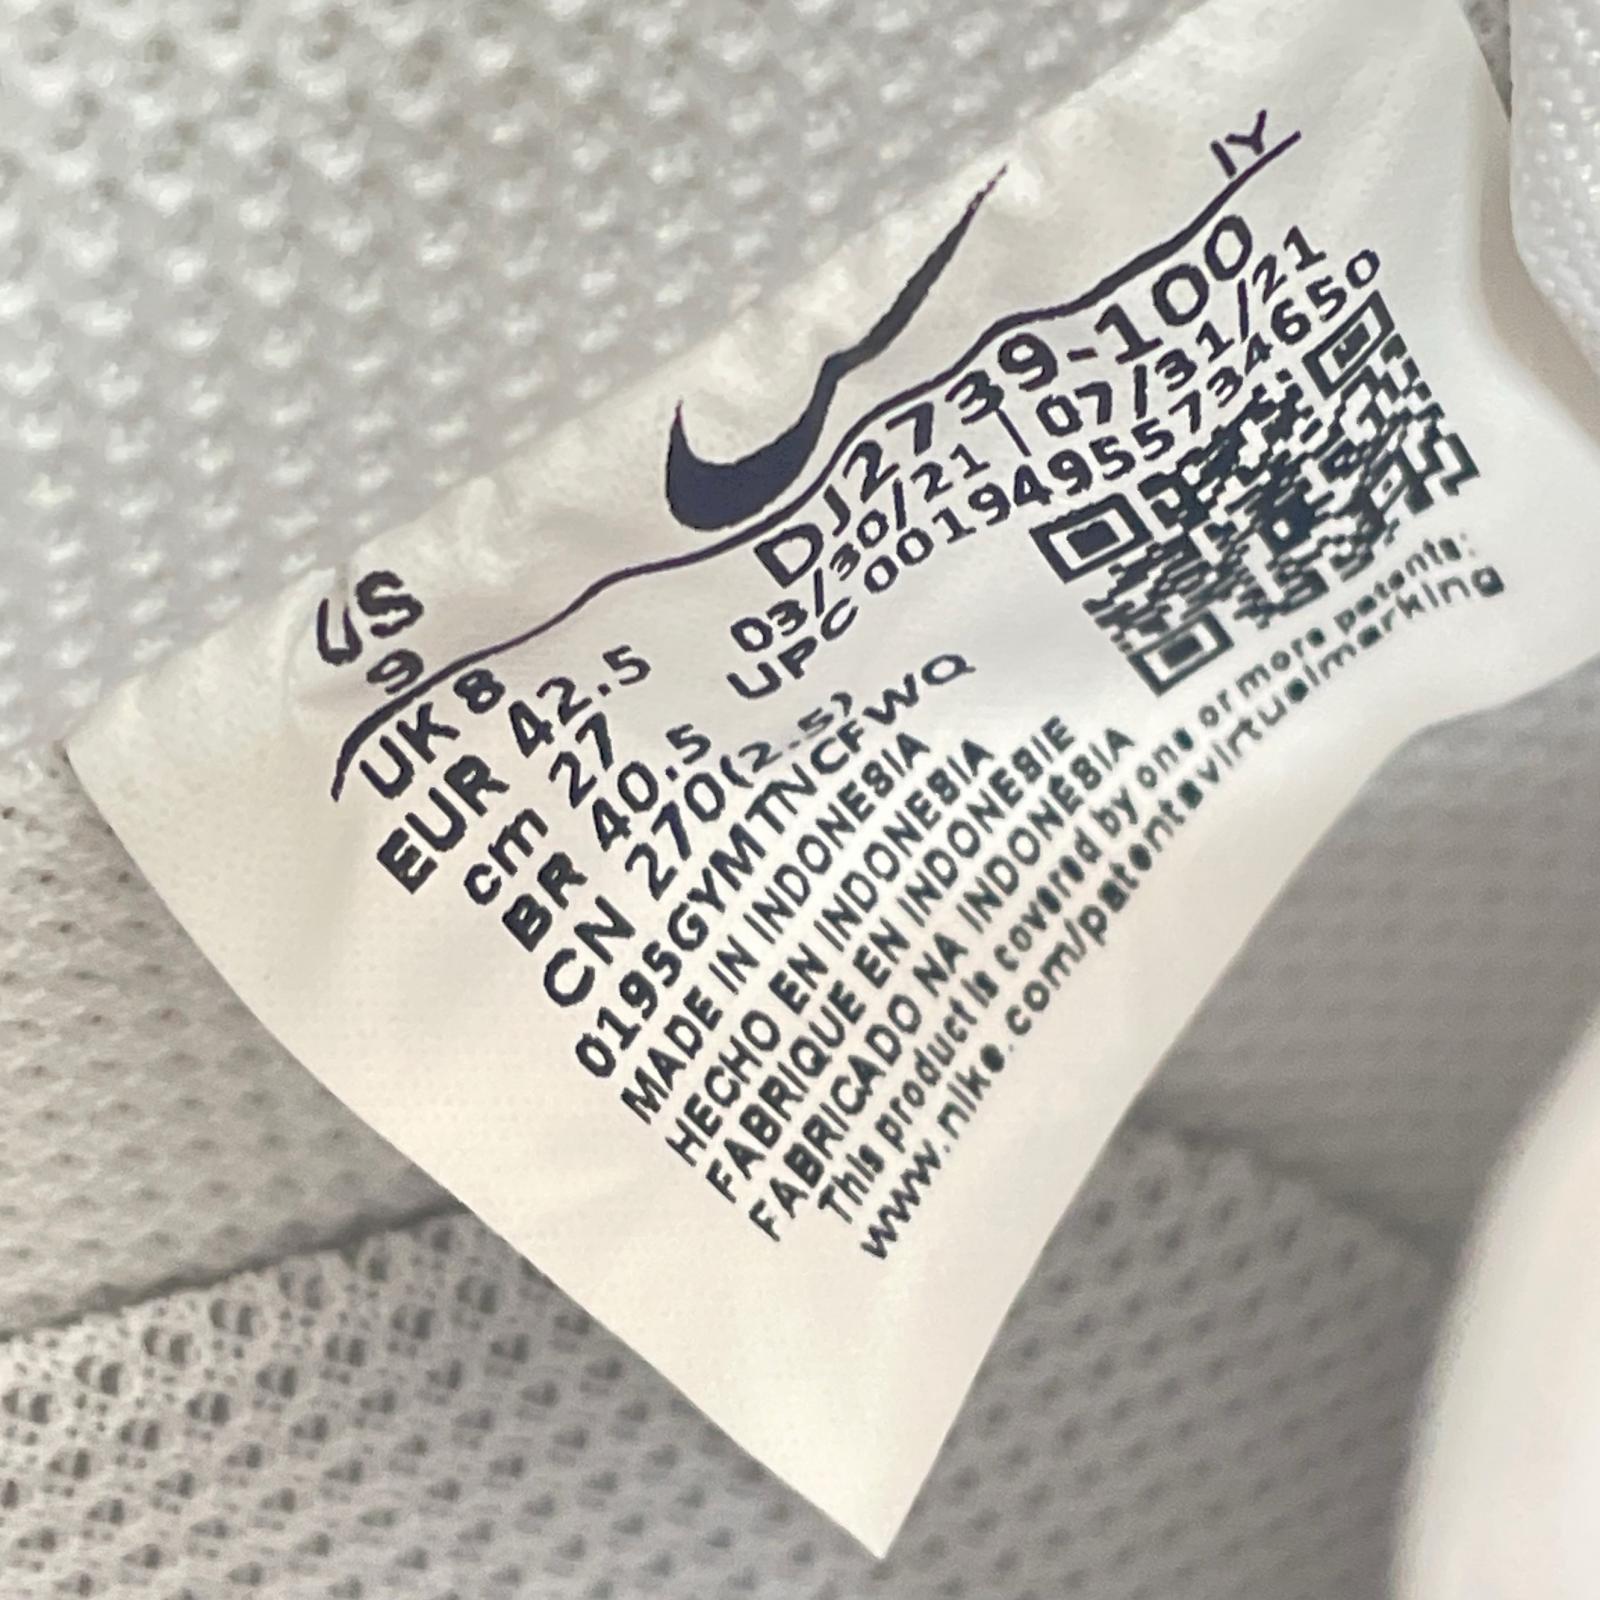 US
9
IY
UK 8
EUR 42.5
cm 27
BR 40.5
CN 270(2.5)
DJ2739-100
03/30/21 | 07/31/21
UPC 00194955734650
0195GYMTNCFWQ
MADE IN INDONESIA
HECHO EN INDONESIA
FABRIQUE EN INDONESIE
FABRICADO NA INDONÉSIA
This product is covered by one or more patents:
www.nike.com/patentavirtualmarking